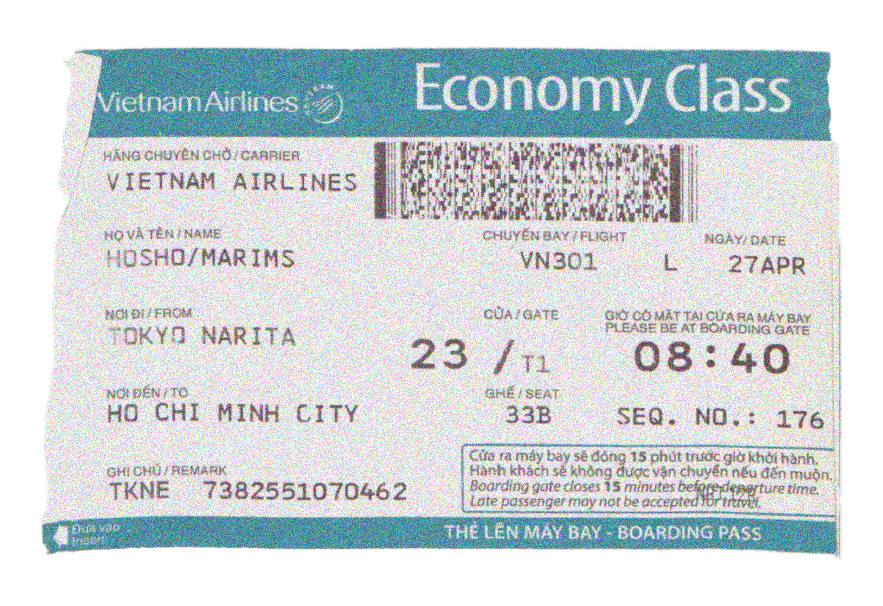 Vietnam Airlines
Economy Class
HÃNG CHUYÊN CHỞ / CARRIER
VIETNAM AIRLINES
HỌ VÀ TÊN / NAME
HOSHO/MARIMS
CHUYẾN BAY / FLIGHT
VN301 L
NGÀY / DATE
27APR
NƠI ĐI / FROM
TOKYO NARITA
CỬA / GATE
23 / T1
GIỜ CÓ MẶT TẠI CỬA RA MÁY BAY
PLEASE BE AT BOARDING GATE
08:40
NƠI ĐẾN / TO
HO CHI MINH CITY
GHẾ / SEAT
33B
SEQ. NO.: 176
GHI CHÚ / REMARK
TKNE 7382551070462
Cửa ra máy bay sẽ đóng 15 phút trước giờ khởi hành.
Hành khách sẽ không được vận chuyển nếu đến muộn.
Boarding gate closes 15 minutes before departure time.
Late passenger may not be accepted for travel.
Đưa vào
Insert
THẺ LÊN MÁY BAY - BOARDING PASS